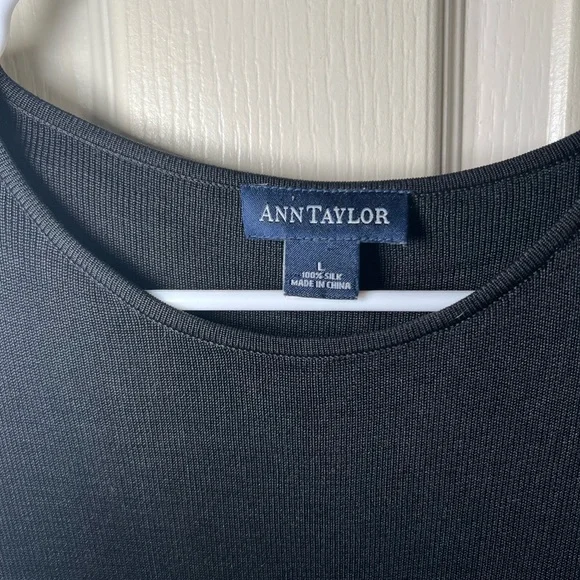 ANN TAYLOR
L
100% SILK
MADE IN CHINA